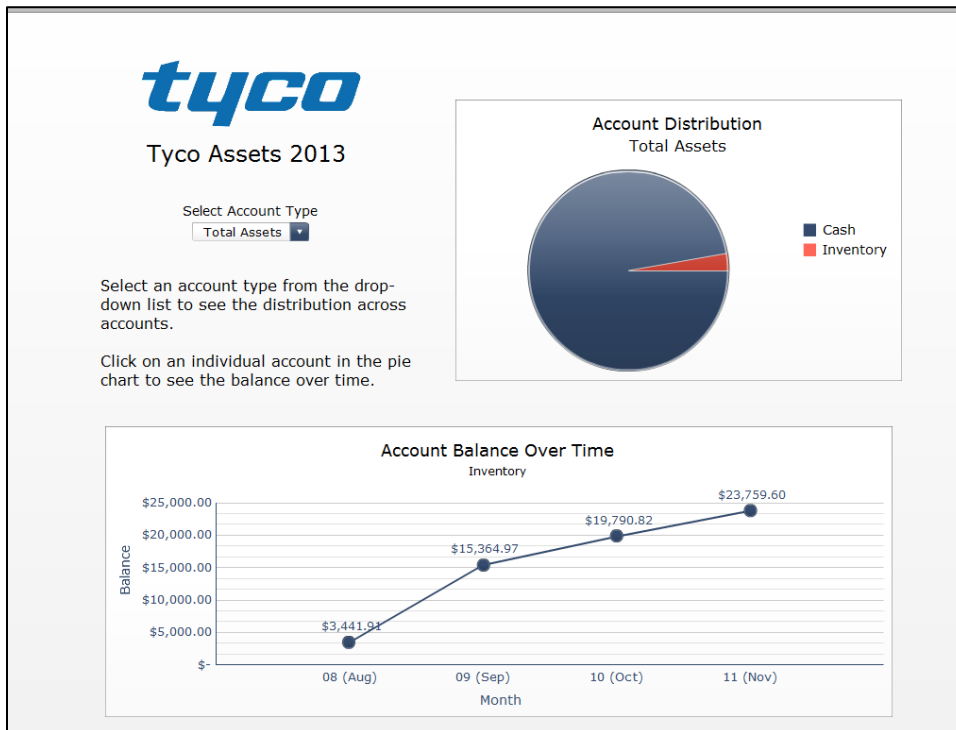 tyco
Tyco Assets 2013
Select Account Type
Total Assets
Select an account type from the drop-
down list to see the distribution across
accounts.
Click on an individual account in the pie
chart to see the balance over time.
Account Distribution
Total Assets
Cash
Inventory
Account Balance Over Time
Inventory
Balance
$25,000.00
$20,000.00
$15,000.00
$10,000.00
$5,000.00
$-
$3,441.91
$15,364.97
$19,790.82
$23,759.60
08 (Aug)
09 (Sep)
10 (Oct)
11 (Nov)
Month